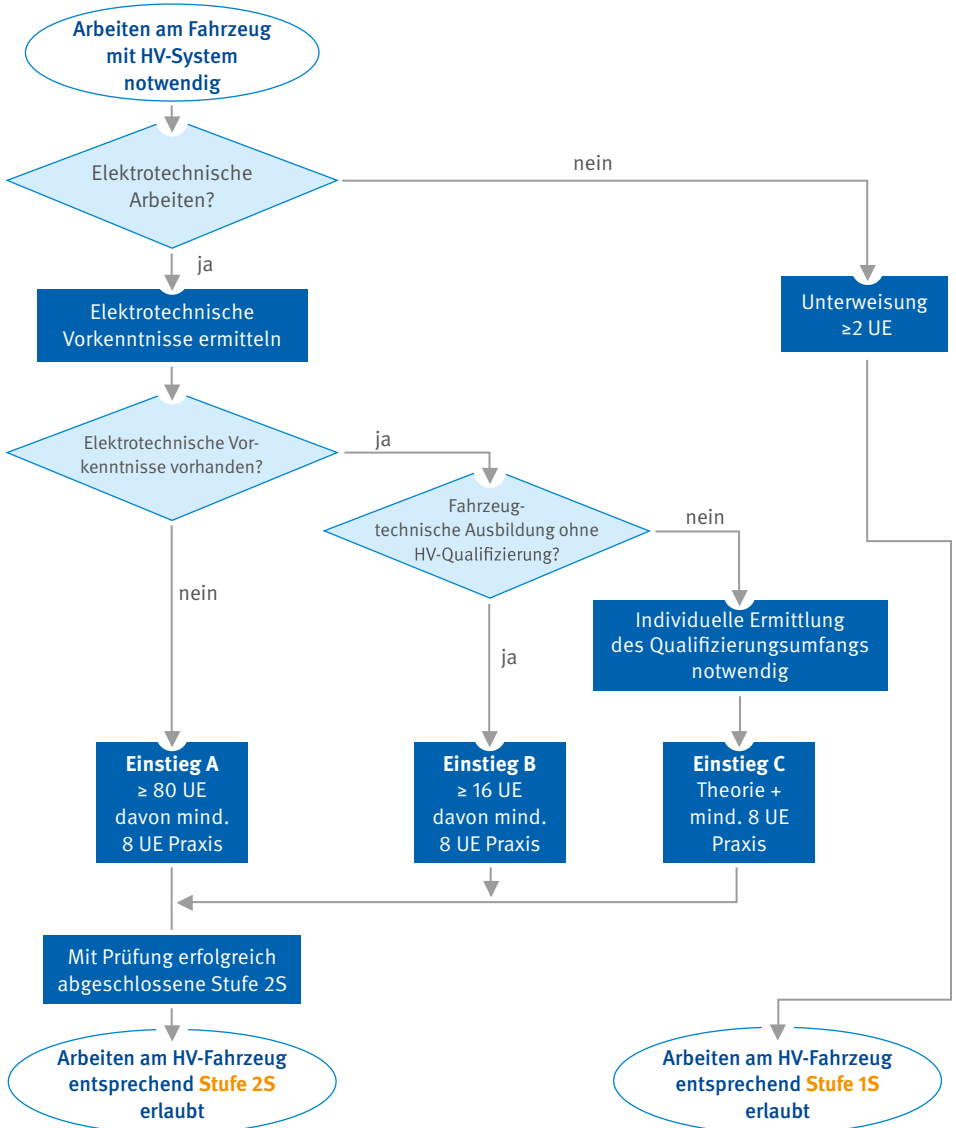 Arbeiten am Fahrzeug
mit HV-System
notwendig
Elektrotechnische
Arbeiten?
nein
ja
Elektrotechnische
Vorkenntnisse ermitteln
Unterweisung
≥2 UE
Elektrotechnische Vor-
kenntnisse vorhanden?
ja
Fahrzeug-
technische Ausbildung ohne
HV-Qualifizierung?
nein
nein
Individuelle Ermittlung
des Qualifizierungsumfangs
notwendig
ja
Einstieg A
≥ 80 UE
davon mind.
8 UE Praxis
Einstieg B
≥ 16 UE
davon mind.
8 UE Praxis
Einstieg C
Theorie +
mind. 8 UE
Praxis
Mit Prüfung erfolgreich
abgeschlossene Stufe 2S
Arbeiten am HV-Fahrzeug
entsprechend Stufe 2S
erlaubt
Arbeiten am HV-Fahrzeug
entsprechend Stufe 1S
erlaubt